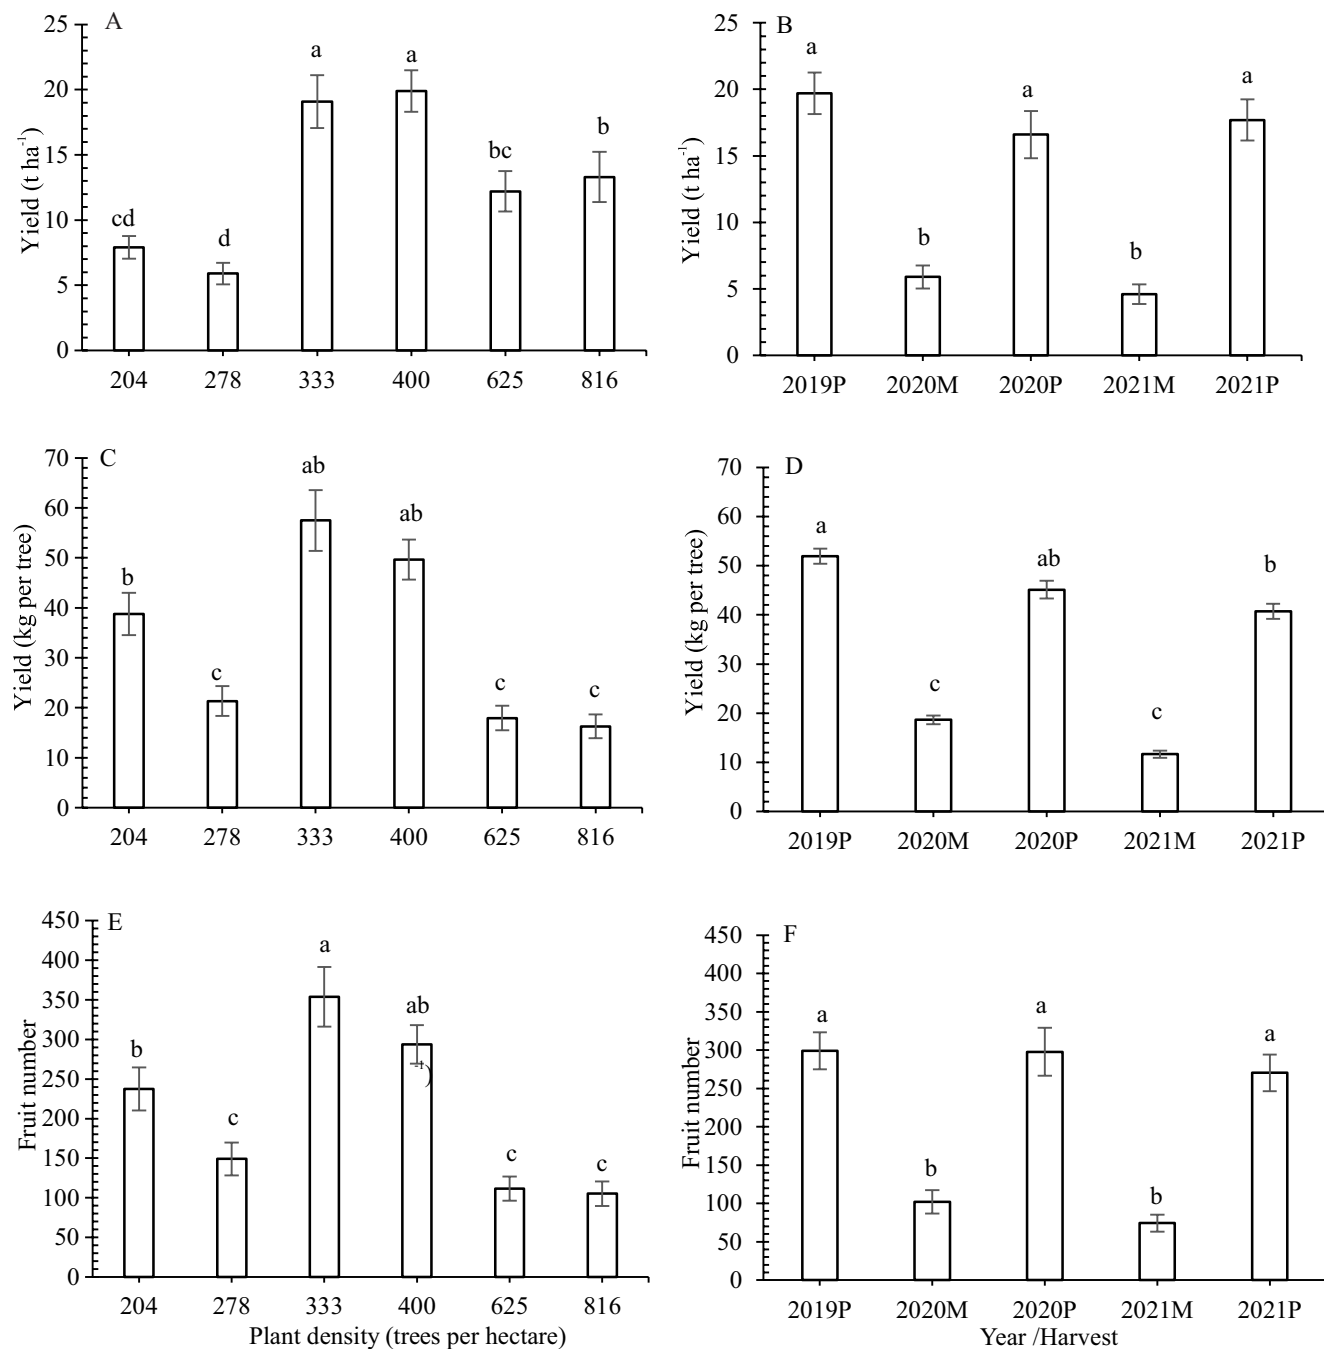 A
Yield (t ha⁻¹)
25
20
15
10
5
0
cd
d
a
a
bc
b
204 278 333 400 625 816
B
Yield (t ha⁻¹)
25
20
15
10
5
0
a
b
a
b
a
2019P 2020M 2020P 2021M 2021P
C
Yield (kg per tree)
70
60
50
40
30
20
10
0
b
c
ab
ab
c
c
204 278 333 400 625 816
D
Yield (kg per tree)
70
60
50
40
30
20
10
0
a
c
ab
c
b
2019P 2020M 2020P 2021M 2021P
E
Fruit number
450
400
350
300
250
200
150
100
50
0
b
c
a
ab
c
c
204 278 333 400 625 816
Plant density (trees per hectare)
F
Fruit number
450
400
350
300
250
200
150
100
50
0
a
b
a
b
a
2019P 2020M 2020P 2021M 2021P
Year /Harvest